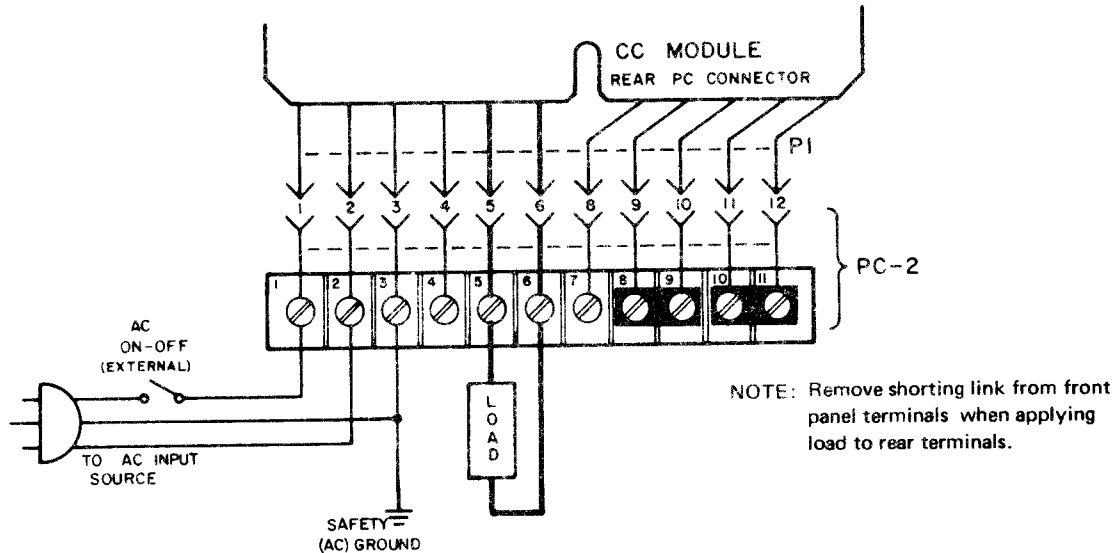 CC MODULE
REAR PC CONNECTOR
P1
1 2 3 4 5 6 8 9 10 11 12
PC-2
1 2 3 4 5 6 7 8 9 10 11
AC
ON-OFF
(EXTERNAL)
LOAD
NOTE: Remove shorting link from front
panel terminals when applying
load to rear terminals.
TO AC INPUT
SOURCE
SAFETY
(AC) GROUND